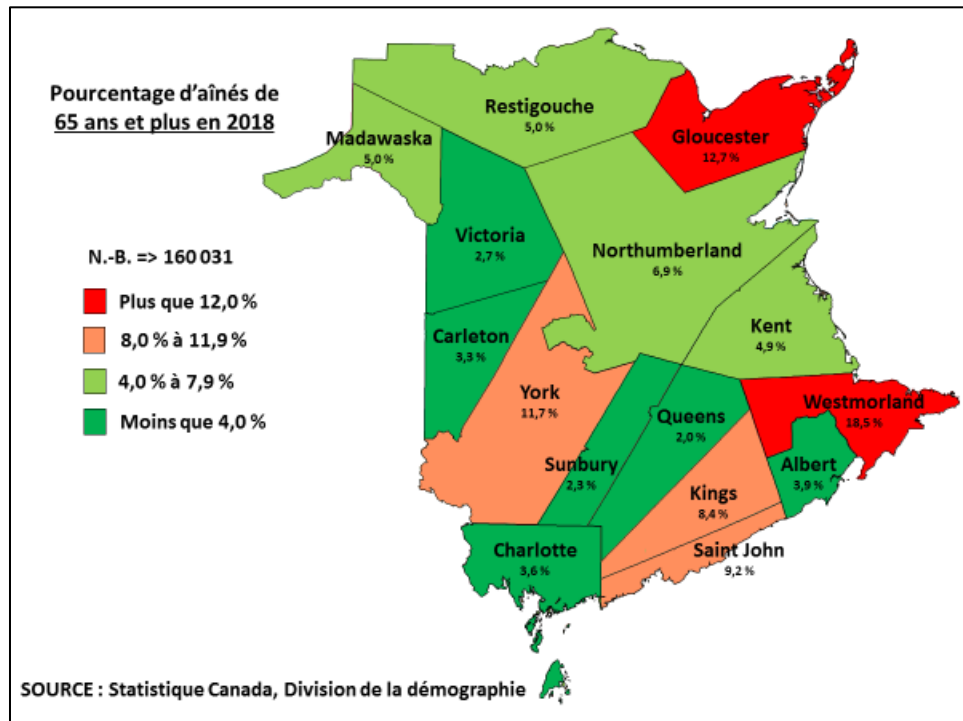 Pourcentage d'aînés de
65 ans et plus en 2018
Restigouche
5,0 %
Madawaska
5,0 %
Gloucester
12,7 %
Victoria
2,7 %
Northumberland
6,9 %
N.-B. => 160 031
Plus que 12,0 %
8,0 % à 11,9 %
4,0 % à 7,9 %
Moins que 4,0 %
Carleton
3,3 %
Kent
4,9 %
York
11,7 %
Westmorland
18,5 %
Queens
2,0 %
Sunbury
2,3 %
Albert
3,9 %
Kings
8,4 %
Charlotte
3,6 %
Saint John
9,2 %
SOURCE : Statistique Canada, Division de la démographie